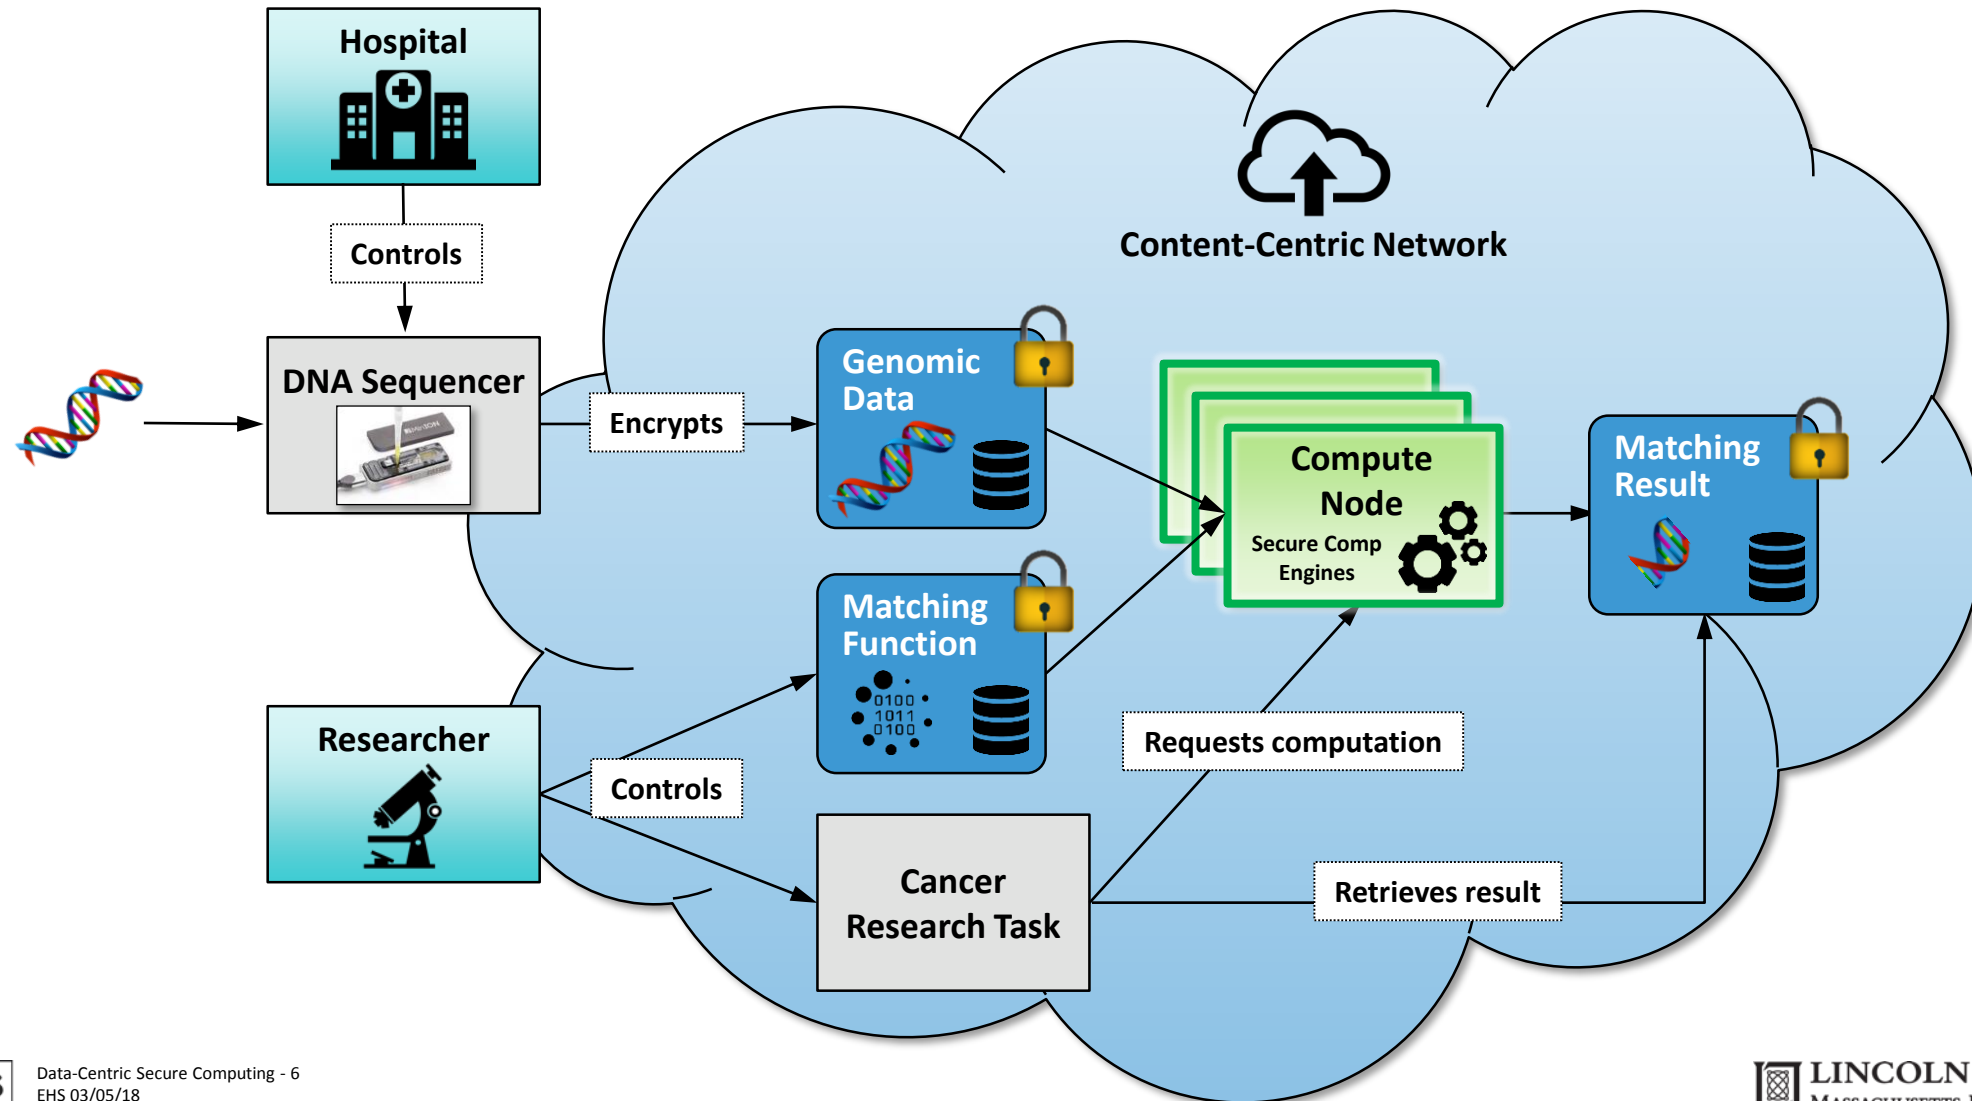 Hospital
Controls
DNA Sequencer
Encrypts
Content-Centric Network
Genomic
Data
Matching
Function
0100
1011
0100
Compute
Node
Secure Comp
Engines
Matching
Result
Researcher
Controls
Requests computation
Cancer
Research Task
Retrieves result
Data-Centric Secure Computing - 6
EHS 03/05/18
LINCOLN